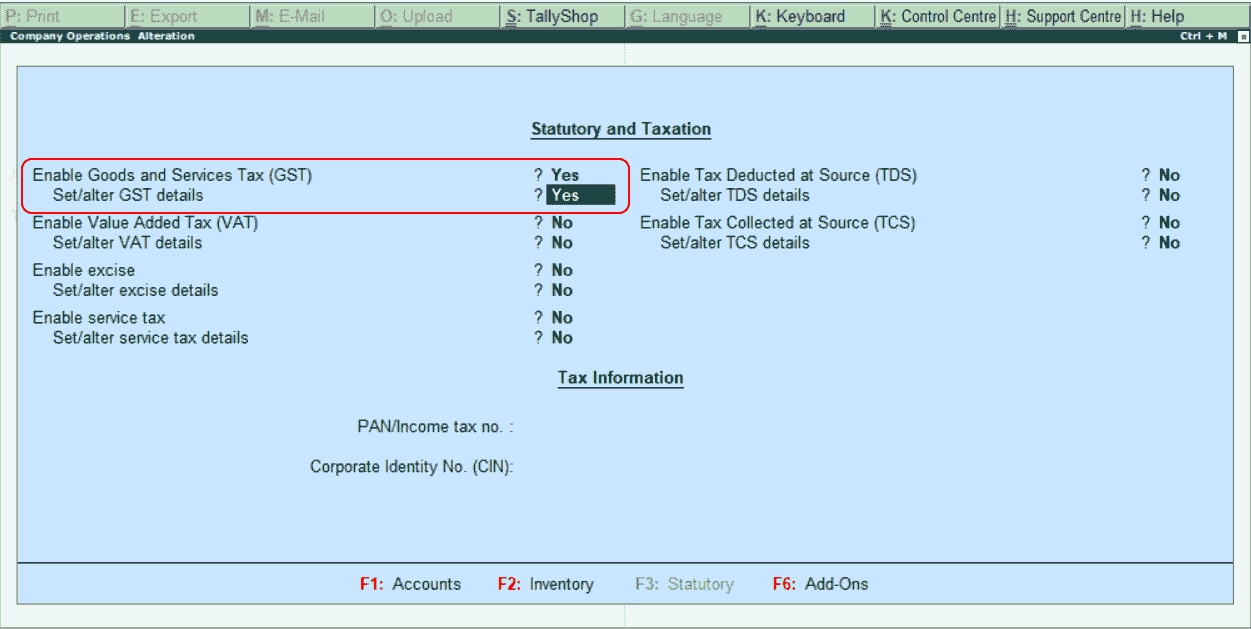 P: Print E: Export M: E-Mail O: Upload S: TallyShop G: Language K: Keyboard K: Control Centre H: Support Centre H: Help
Company Operations Alteration Ctrl + M
Statutory and Taxation
Enable Goods and Services Tax (GST) ? Yes Enable Tax Deducted at Source (TDS) ? No
Set/alter GST details ? Yes Set/alter TDS details ? No
Enable Value Added Tax (VAT) ? No Enable Tax Collected at Source (TCS) ? No
Set/alter VAT details ? No Set/alter TCS details ? No
Enable excise ? No
Set/alter excise details ? No
Enable service tax ? No
Set/alter service tax details ? No
Tax Information
PAN/Income tax no. :
Corporate Identity No. (CIN):
F1: Accounts F2: Inventory F3: Statutory F6: Add-Ons